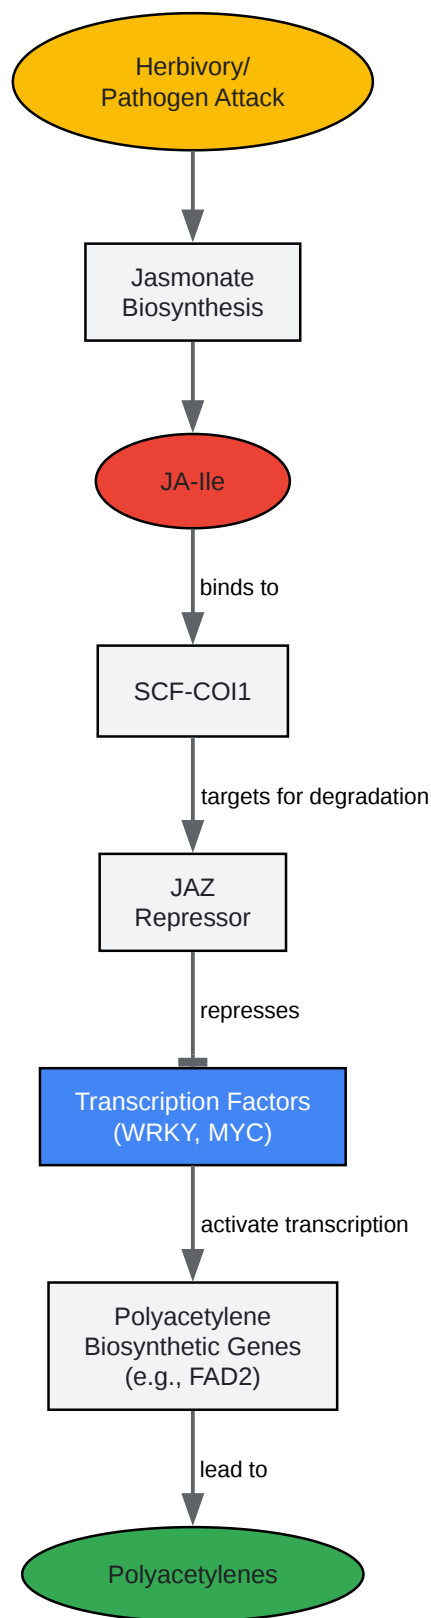 Herbivory/
Pathogen Attack
Jasmonate
Biosynthesis
JA-Ile
binds to
SCF-COI1
targets for degradation
JAZ
Repressor
represses
Transcription Factors
(WRKY, MYC)
activate transcription
Polyacetylene
Biosynthetic Genes
(e.g., FAD2)
lead to
Polyacetylenes